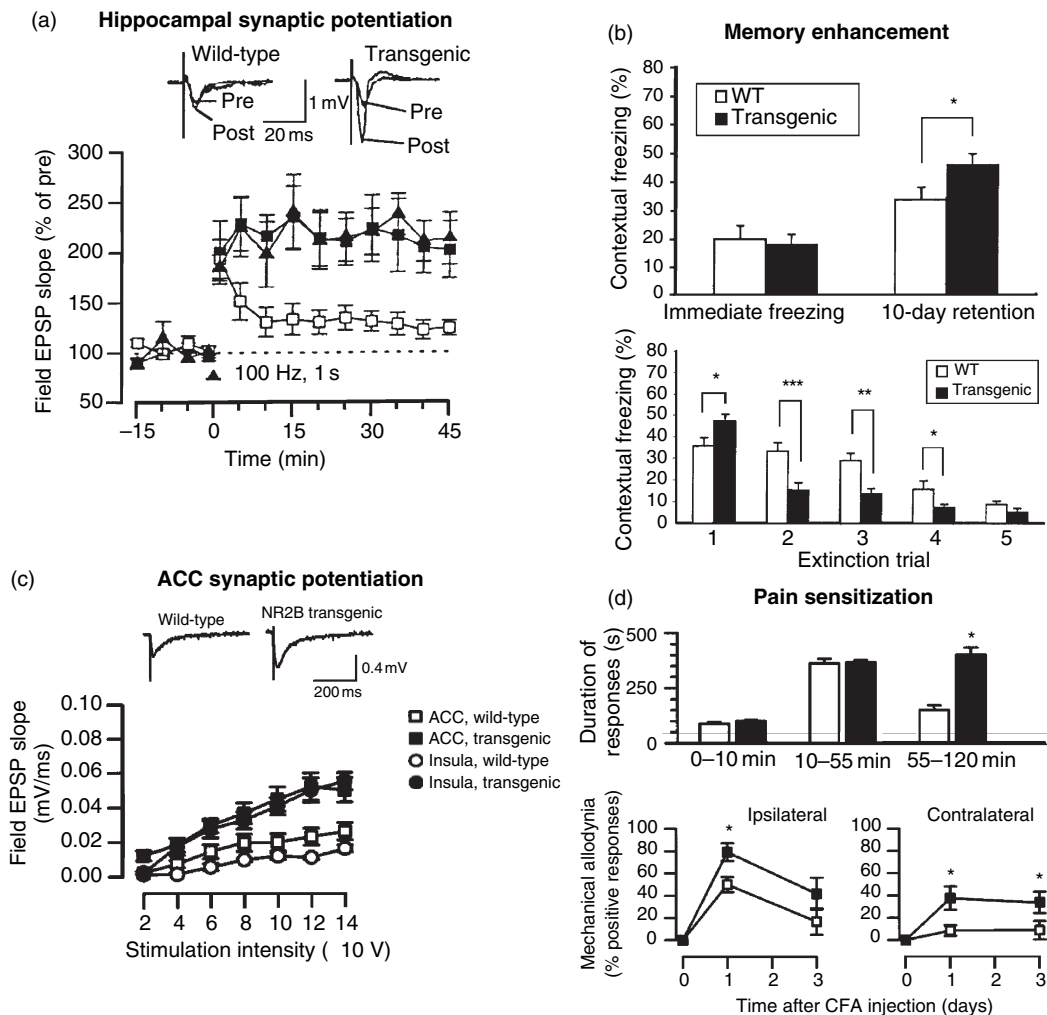 (a) Hippocampal synaptic potentiation
Wild-type
Transgenic
Pre
Post
1 mV
20 ms
Pre
Post
Field EPSP slope (% of pre)
300
250
200
150
100
50
100 Hz, 1 s
−15 0 15 30 45
Time (min)
(b) Memory enhancement
Contextual freezing (%)
80
70
60
50
40
30
20
10
0
WT
Transgenic
*
Immediate freezing 10-day retention
Contextual freezing (%)
80
70
60
50
40
30
20
10
0
WT
Transgenic
* *** ** *
1 2 3 4 5
Extinction trial
(c) ACC synaptic potentiation
Wild-type
NR2B transgenic
0.4 mV
200 ms
Field EPSP slope
(mV/ms)
0.10
0.08
0.06
0.04
0.02
0.00
ACC, wild-type
ACC, transgenic
Insula, wild-type
Insula, transgenic
2 4 6 8 10 12 14
Stimulation intensity ( 10 V)
(d) Pain sensitization
Duration of
responses (s)
500
250
0
*
0–10 min 10–55 min 55–120 min
Mechanical allodynia
(% positive responses)
Ipsilateral
100
80
60
40
20
0
*
0 1 2 3
Contralateral
100
80
60
40
20
0
* *
0 1 2 3
Time after CFA injection (days)